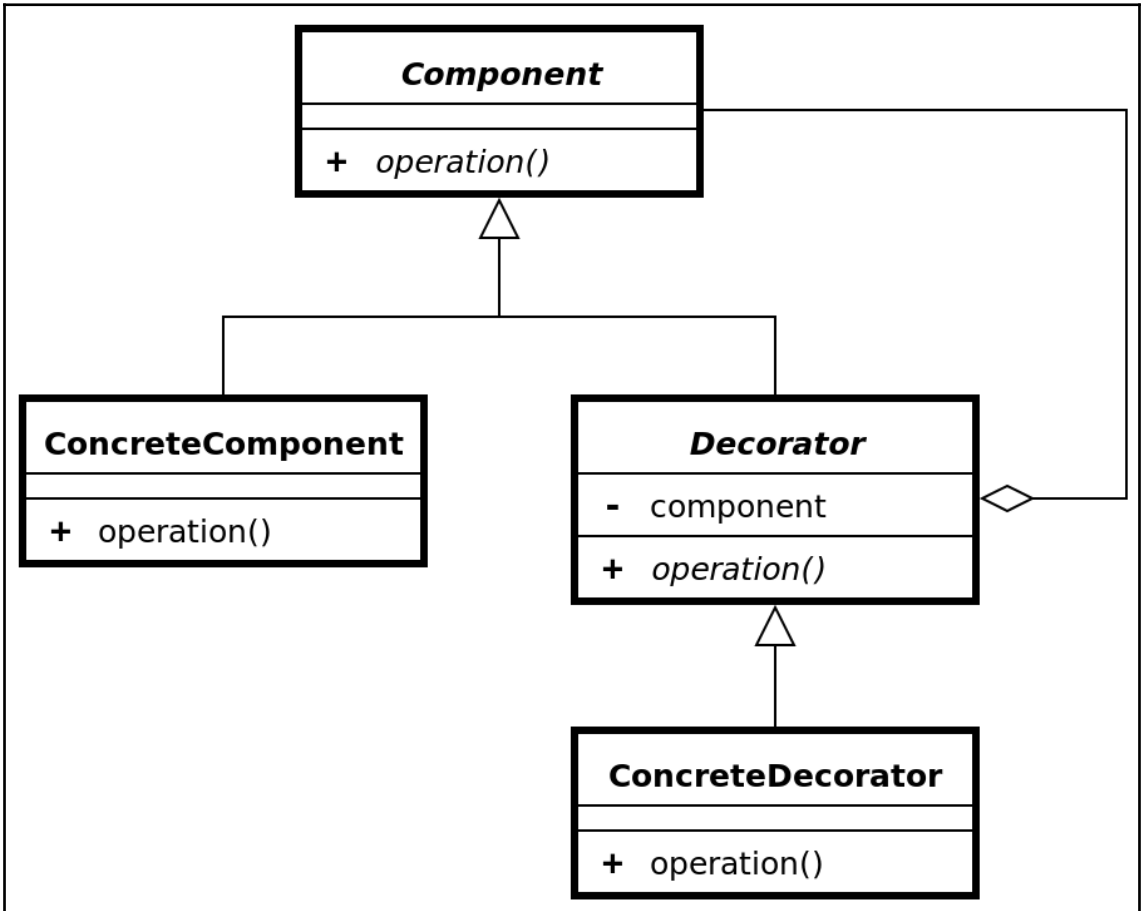 Component
+ operation()
ConcreteComponent
+ operation()
Decorator
- component
+ operation()
ConcreteDecorator
+ operation()